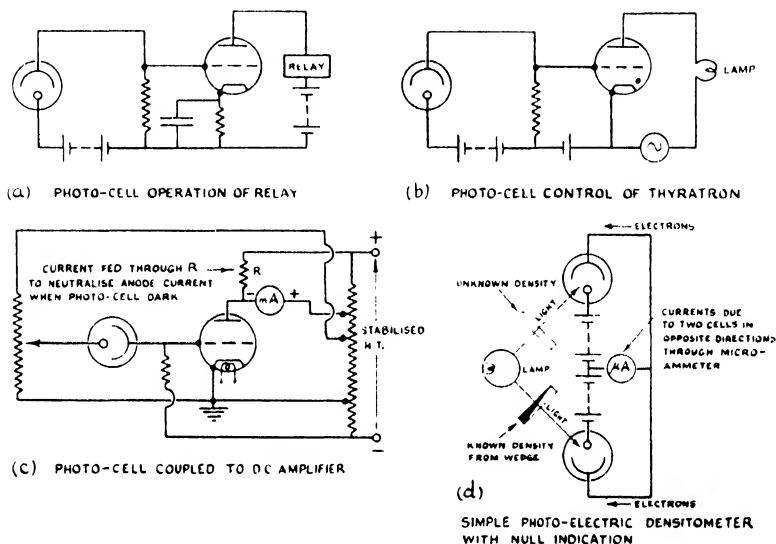 RELAY
(a) PHOTO-CELL OPERATION OF RELAY
LAMP
(b) PHOTO-CELL CONTROL OF THYRATRON
CURRENT FED THROUGH R
TO NEUTRALISE ANODE CURRENT
WHEN PHOTO-CELL DARK
R
+
- mA +
STABILISED
H.T.
-
(c) PHOTO-CELL COUPLED TO DC AMPLIFIER
ELECTRONS
UNKNOWN DENSITY
LIGHT
LAMP
CURRENTS DUE
TO TWO CELLS IN
OPPOSITE DIRECTIONS
THROUGH MICRO-
AMMETER
μA
LIGHT
KNOWN DENSITY
FROM WEDGE
(d)
ELECTRONS
SIMPLE PHOTO-ELECTRIC DENSITOMETER
WITH NULL INDICATION